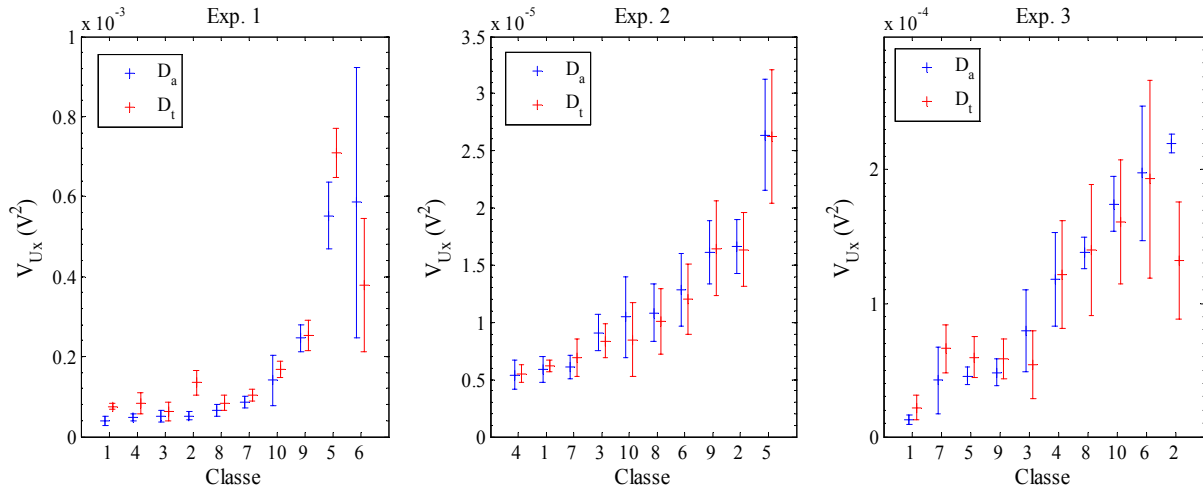 Exp. 1
x 10^-3
D_a
D_t
V_Ux (V^2)
1
0.8
0.6
0.4
0.2
0
1 4 3 2 8 7 10 9 5 6
Classe
Exp. 2
x 10^-5
D_a
D_t
V_Ux (V^2)
3.5
3
2.5
2
1.5
1
0.5
0
4 1 7 3 10 8 6 9 2 5
Classe
Exp. 3
x 10^-4
D_a
D_t
V_Ux (V^2)
2
1
0
1 7 5 9 3 4 8 10 6 2
Classe